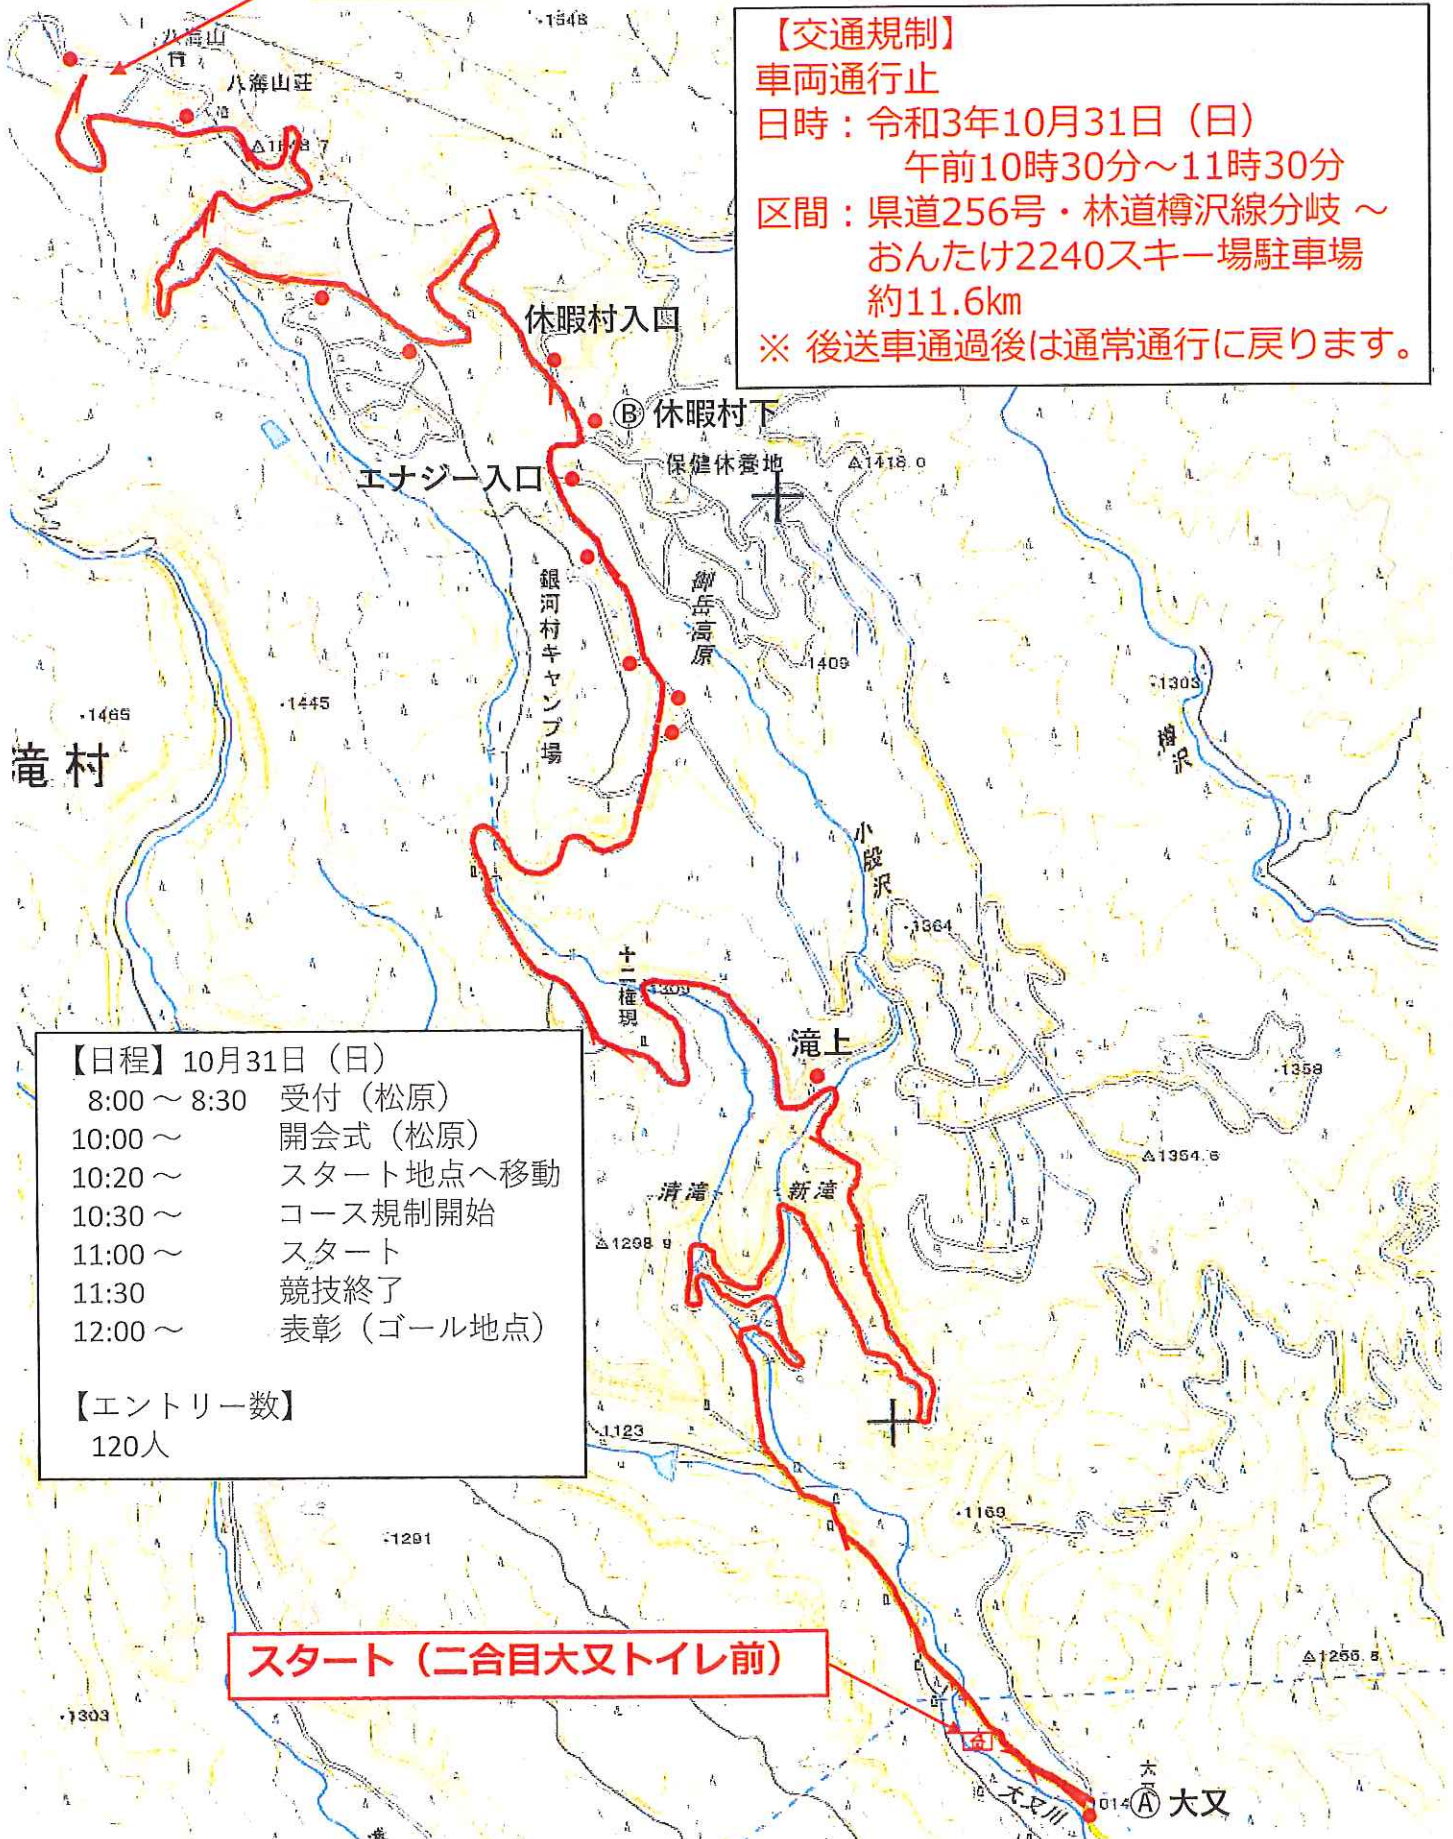 【交通規制】
車両通行止
日時：令和3年10月31日（日）
午前10時30分～11時30分
区間：県道256号・林道樽沢線分岐 ～
おんたけ2240スキー場駐車場
約11.6km
※ 後送車通過後は通常通行に戻ります。
・1548
八海山
八海山荘
休暇村入口
Ⓑ 休暇村下
保健休養地
△1418.0
エナジー入口
銀河村キャンプ場
御岳高原
・1409
・1303
樽沢
・1465
・1445
滝村
小殿沢
・1364
十二権現
1309
滝上
・1359
△1354.6
清滝
新滝
△1298.9
【日程】10月31日（日）
8:00 ～ 8:30 受付（松原）
10:00 ～ 開会式（松原）
10:20 ～ スタート地点へ移動
10:30 ～ コース規制開始
11:00 ～ スタート
11:30 競技終了
12:00 ～ 表彰（ゴール地点）
【エントリー数】
120人
・1123
・1169
・1291
スタート（二合目大又トイレ前）
・1303
大又川
1014
Ⓐ 大又